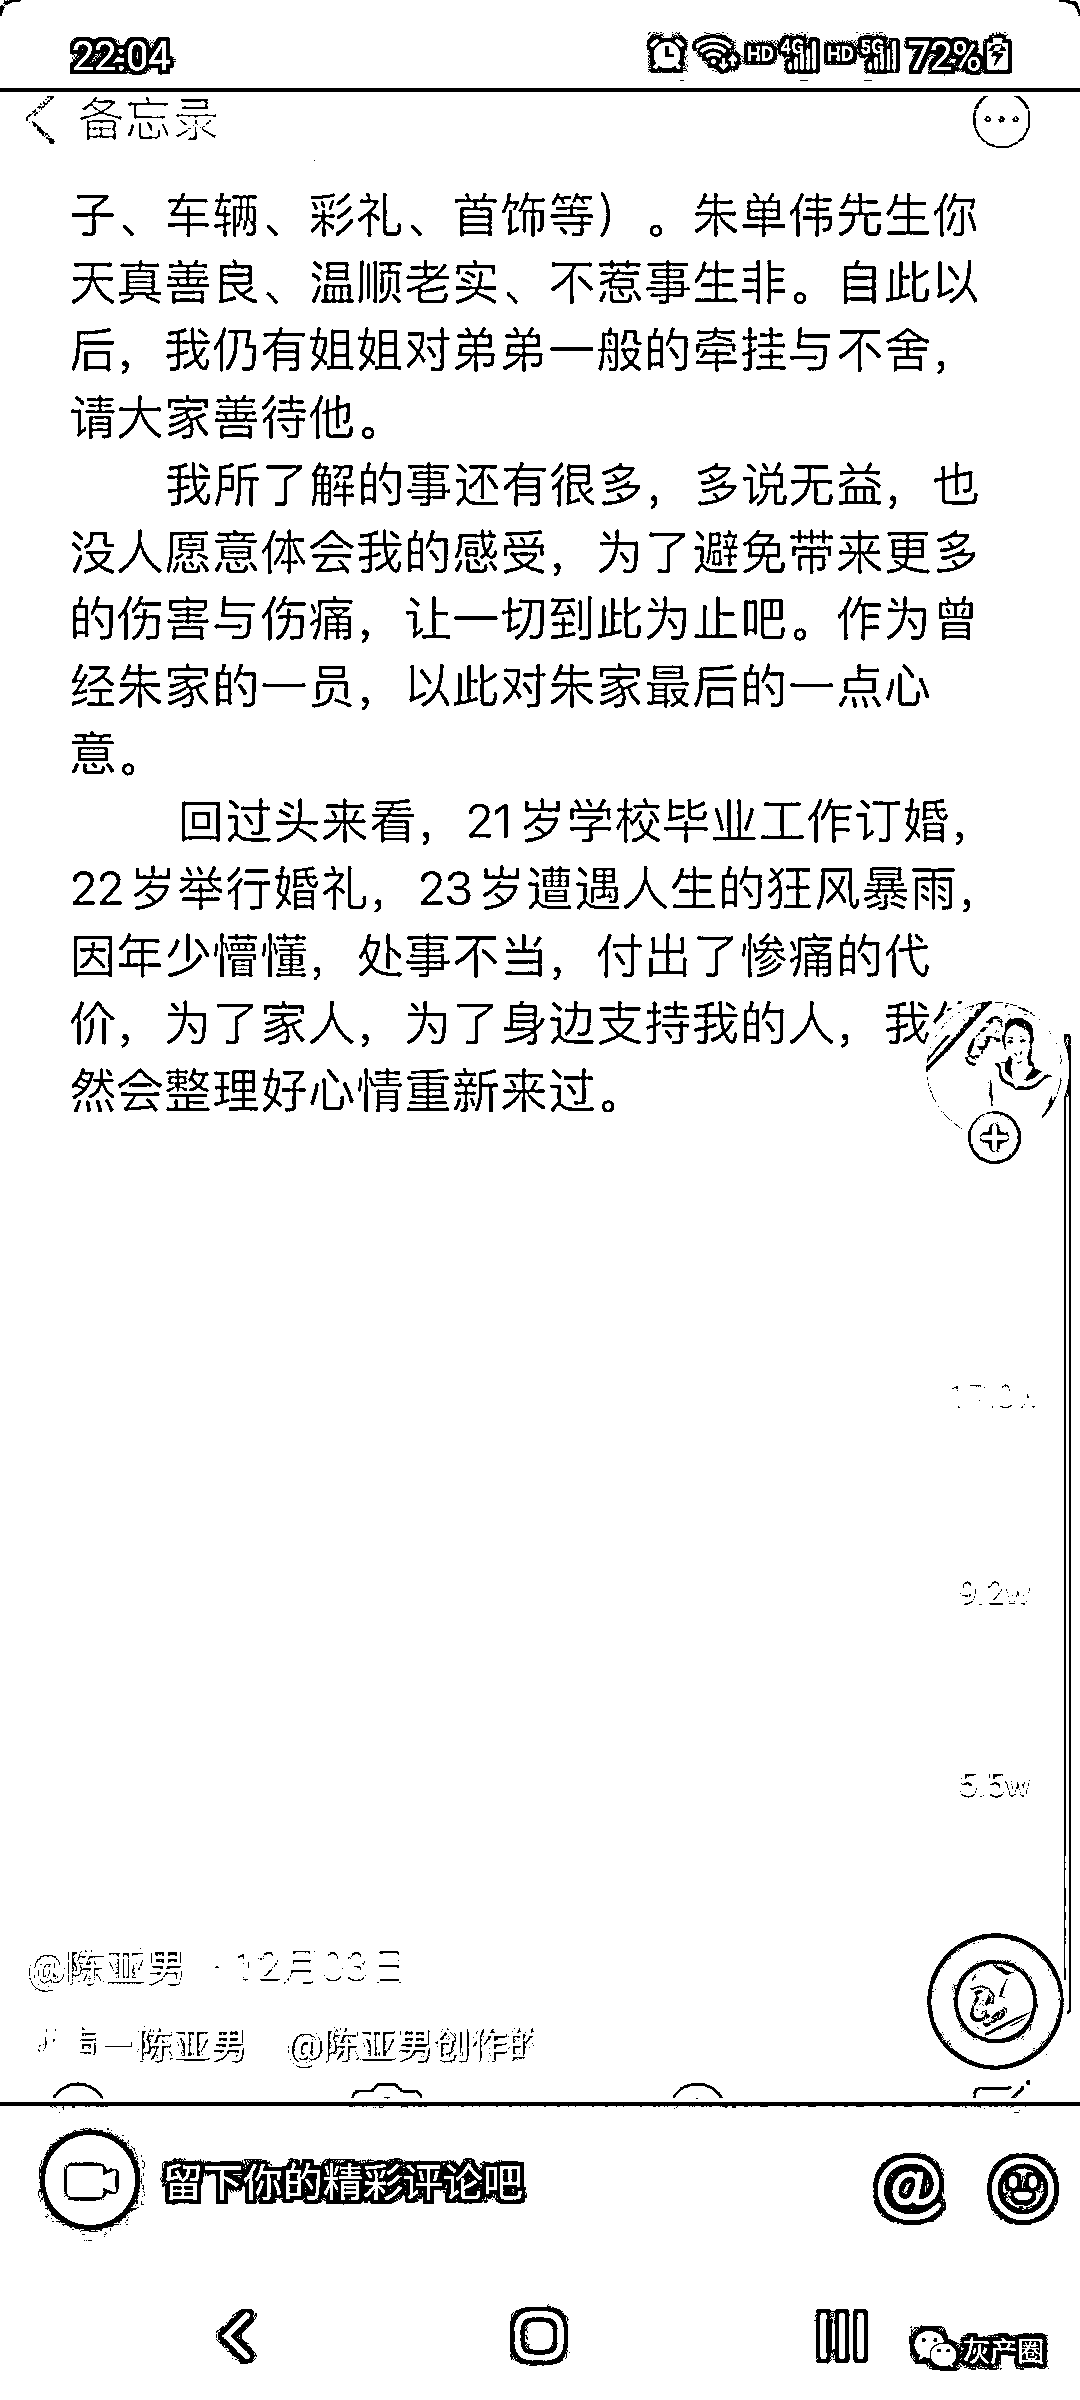 22:04 HD 4G HD 5G 72%
备忘录
子、车辆、彩礼、首饰等）。朱单伟先生你
天真善良、温顺老实、不惹事生非。自此以
后，我仍有姐姐对弟弟一般的牵挂与不舍，
请大家善待他。
我所了解的事还有很多，多说无益，也
没人愿意体会我的感受，为了避免带来更多
的伤害与伤痛，让一切到此为止吧。作为曾
经朱家的一员，以此对朱家最后的一点心
意。
回过头来看，21岁学校毕业工作订婚，
22岁举行婚礼，23岁遭遇人生的狂风暴雨，
因年少懵懂，处事不当，付出了惨痛的代
价，为了家人，为了身边支持我的人，我
然会整理好心情重新来过。
9.2w
5.5w
@陈亚男 · 12月03日
一陈亚男 @陈亚男创作的
留下你的精彩评论吧
@
灰产圈